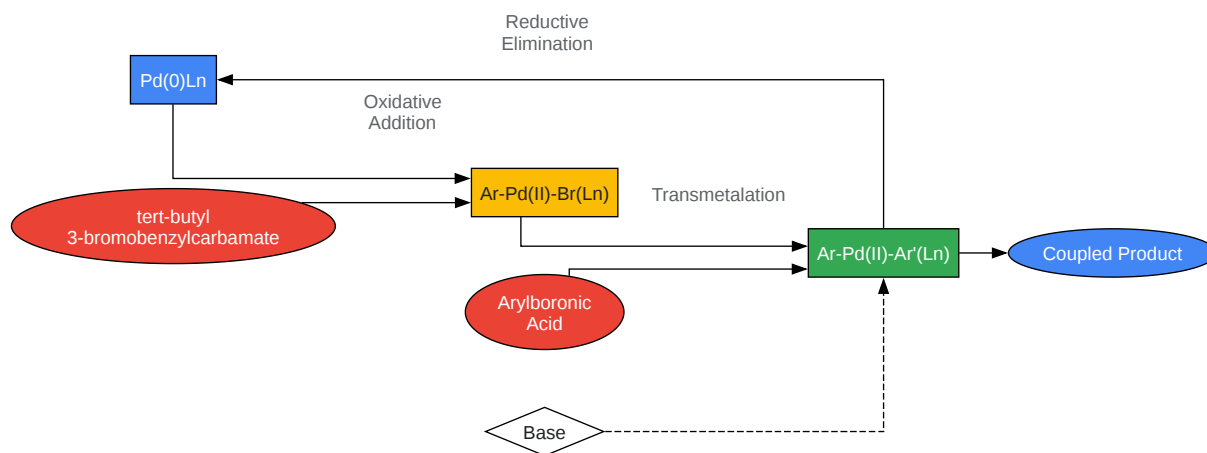 Reductive
Elimination
Pd(0)Ln
Oxidative
Addition
Ar-Pd(II)-Br(Ln)
Transmetalation
tert-butyl
3-bromobenzylcarbamate
Ar-Pd(II)-Ar'(Ln)
Coupled Product
Arylboronic
Acid
Base